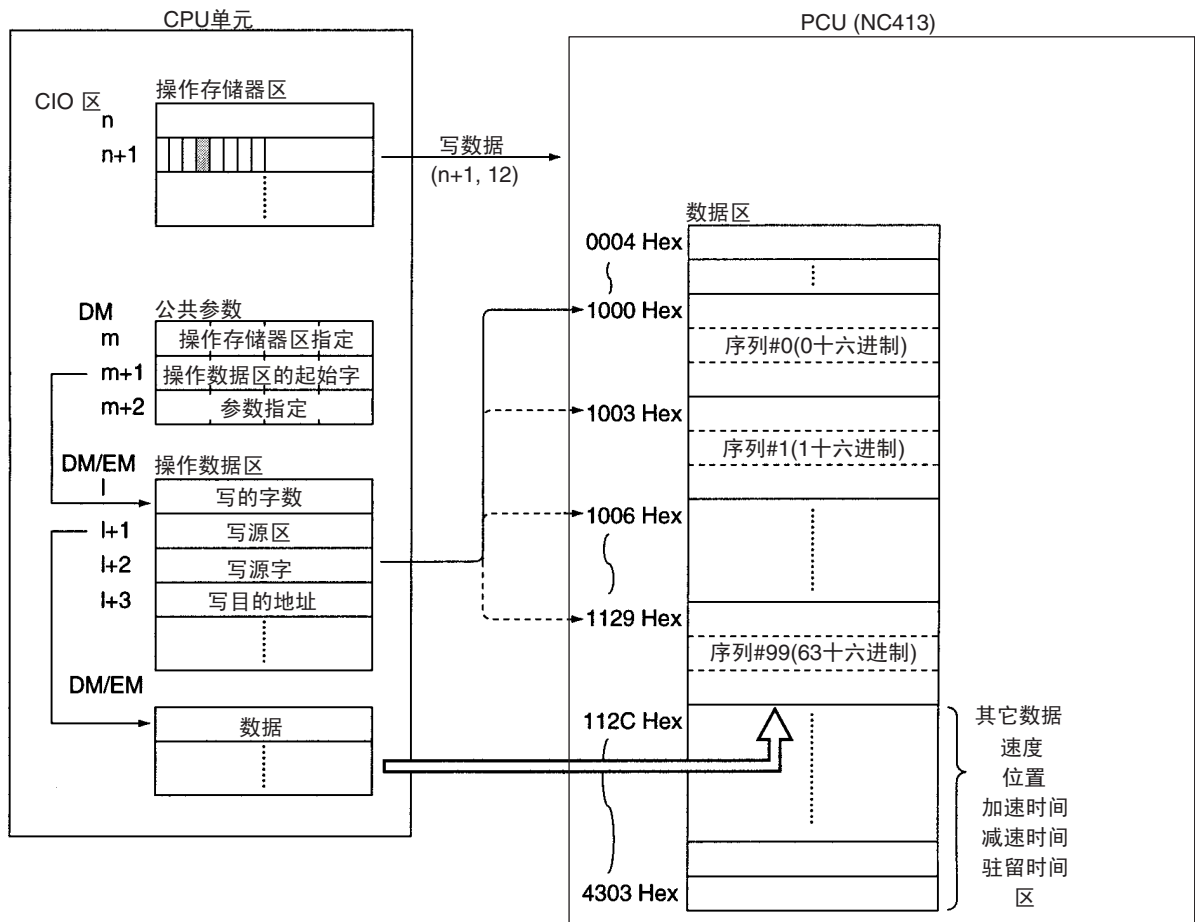 CPU单元
PCU (NC413)
CIO 区
操作存储器区
n
n+1
写数据
(n+1, 12)
DM
公共参数
m
操作存储器区指定
m+1
操作数据区的起始字
m+2
参数指定
DM/EM
操作数据区
l
写的字数
l+1
写源区
l+2
写源字
l+3
写目的地址
DM/EM
数据
数据区
0004 Hex
1000 Hex
序列#0(0十六进制)
1003 Hex
序列#1(1十六进制)
1006 Hex
1129 Hex
序列#99(63十六进制)
112C Hex
4303 Hex
其它数据
速度
位置
加速时间
减速时间
驻留时间
区